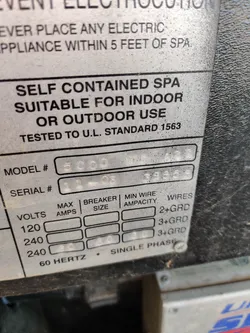 EVENT ELECTROCUTION
EVER PLACE ANY ELECTRIC-
PPLIANCE WITHIN 5 FEET OF SPA
SELF CONTAINED SPA
SUITABLE FOR INDOOR
OR OUTDOOR USE
TESTED TO U.L. STANDARD 1563
MODEL #
SERIAL #
VOLTS MAX AMPS BREAKER SIZE MIN WIRE AMPACITY WIRES
120 2+GRD
240 3+GRD
240 3+GRD
60 HERTZ • SINGLE PHASE